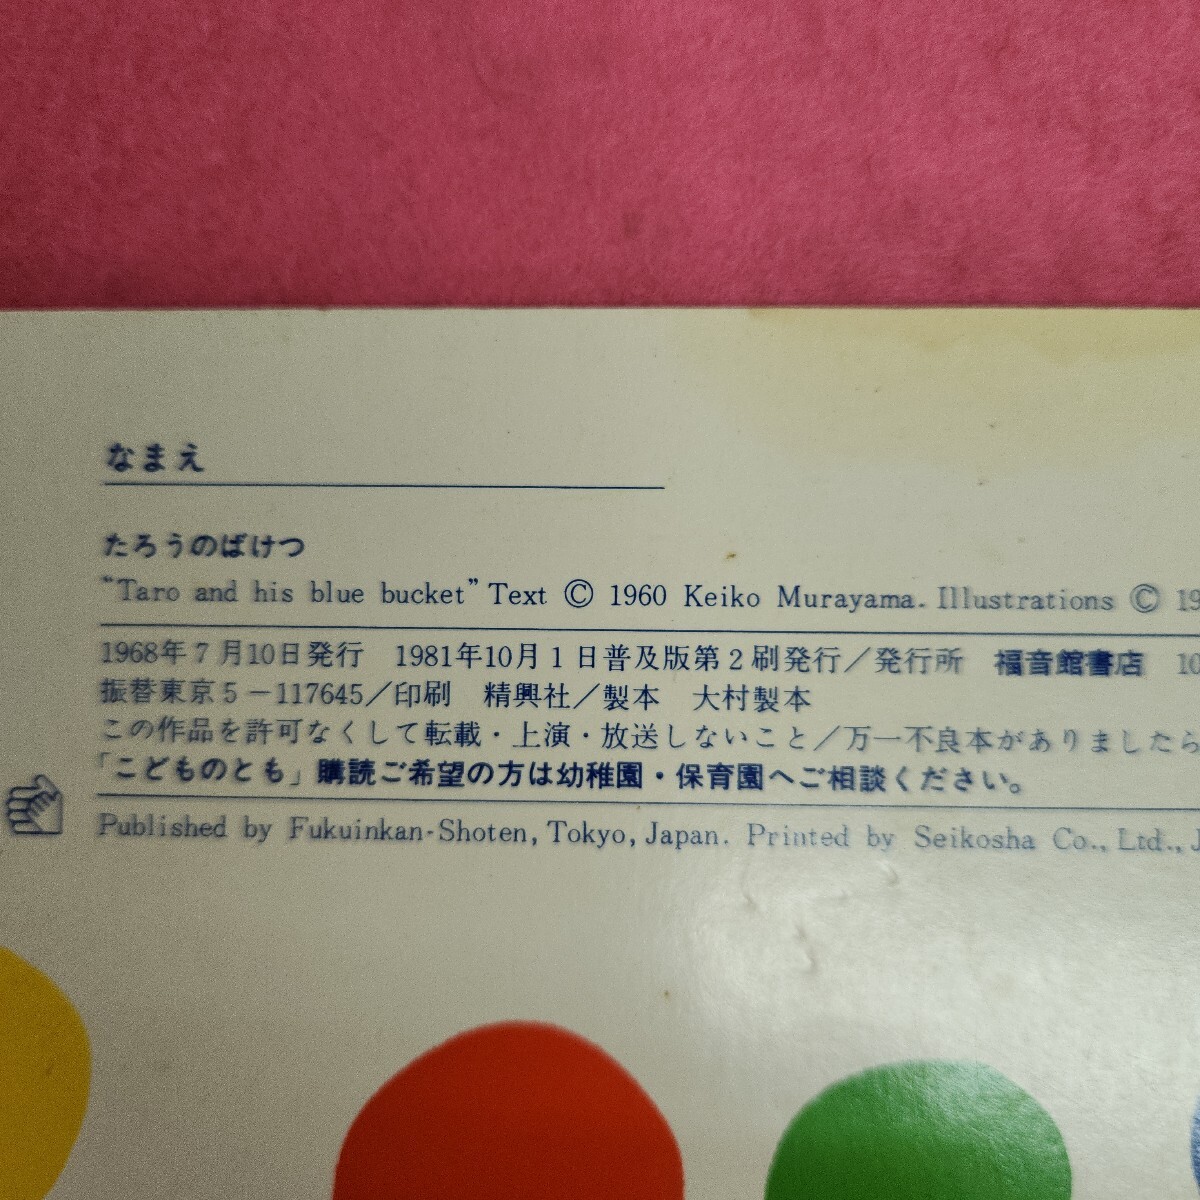 なまえ
たろうのばけつ
“Taro and his blue bucket” Text © 1960 Keiko Murayama. Illustrations © 19
1968年7月10日発行　1981年10月1日普及版第2刷発行／発行所　福音館書店　10
振替東京5－117645／印刷　精興社／製本　大村製本
この作品を許可なくして転載・上演・放送しないこと／万一不良本がありましたら
「こどものとも」購読ご希望の方は幼稚園・保育園へご相談ください。
Published by Fukuinkan-Shoten, Tokyo, Japan. Printed by Seikosha Co., Ltd., J